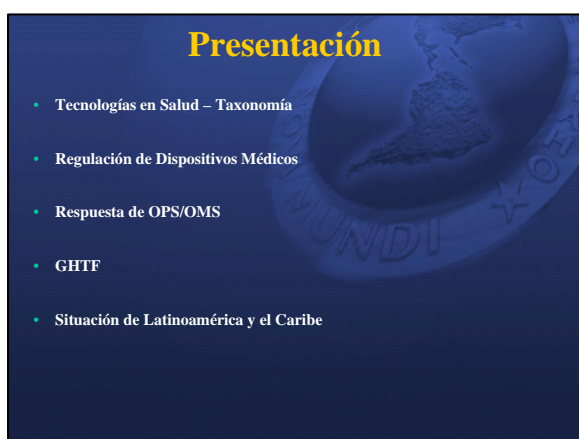 Presentación
• Tecnologías en Salud – Taxonomía
• Regulación de Dispositivos Médicos
• Respuesta de OPS/OMS
• GHTF
• Situación de Latinoamérica y el Caribe
MUNDI